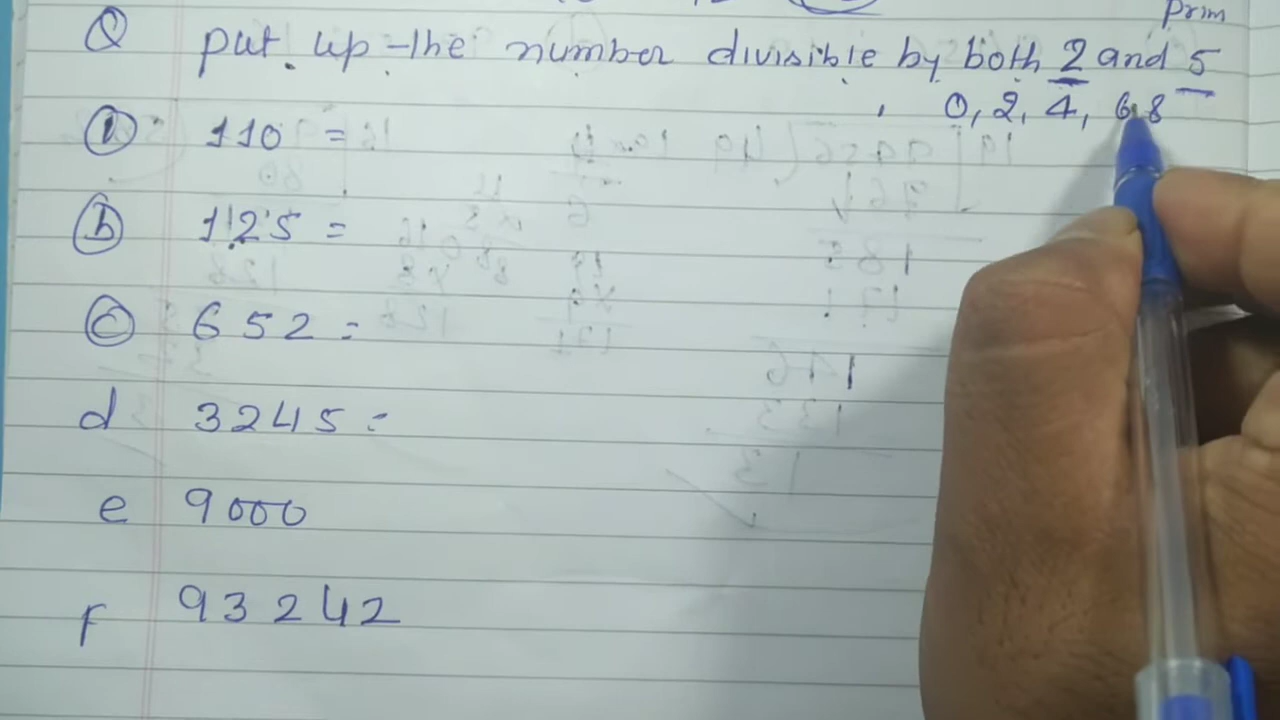 Prim
Q put up the number divisible by both 2 and 5
0, 2, 4, 6, 8
a 110 =
b 125 =
c 652 =
d 3245 =
e 9000
F 93242